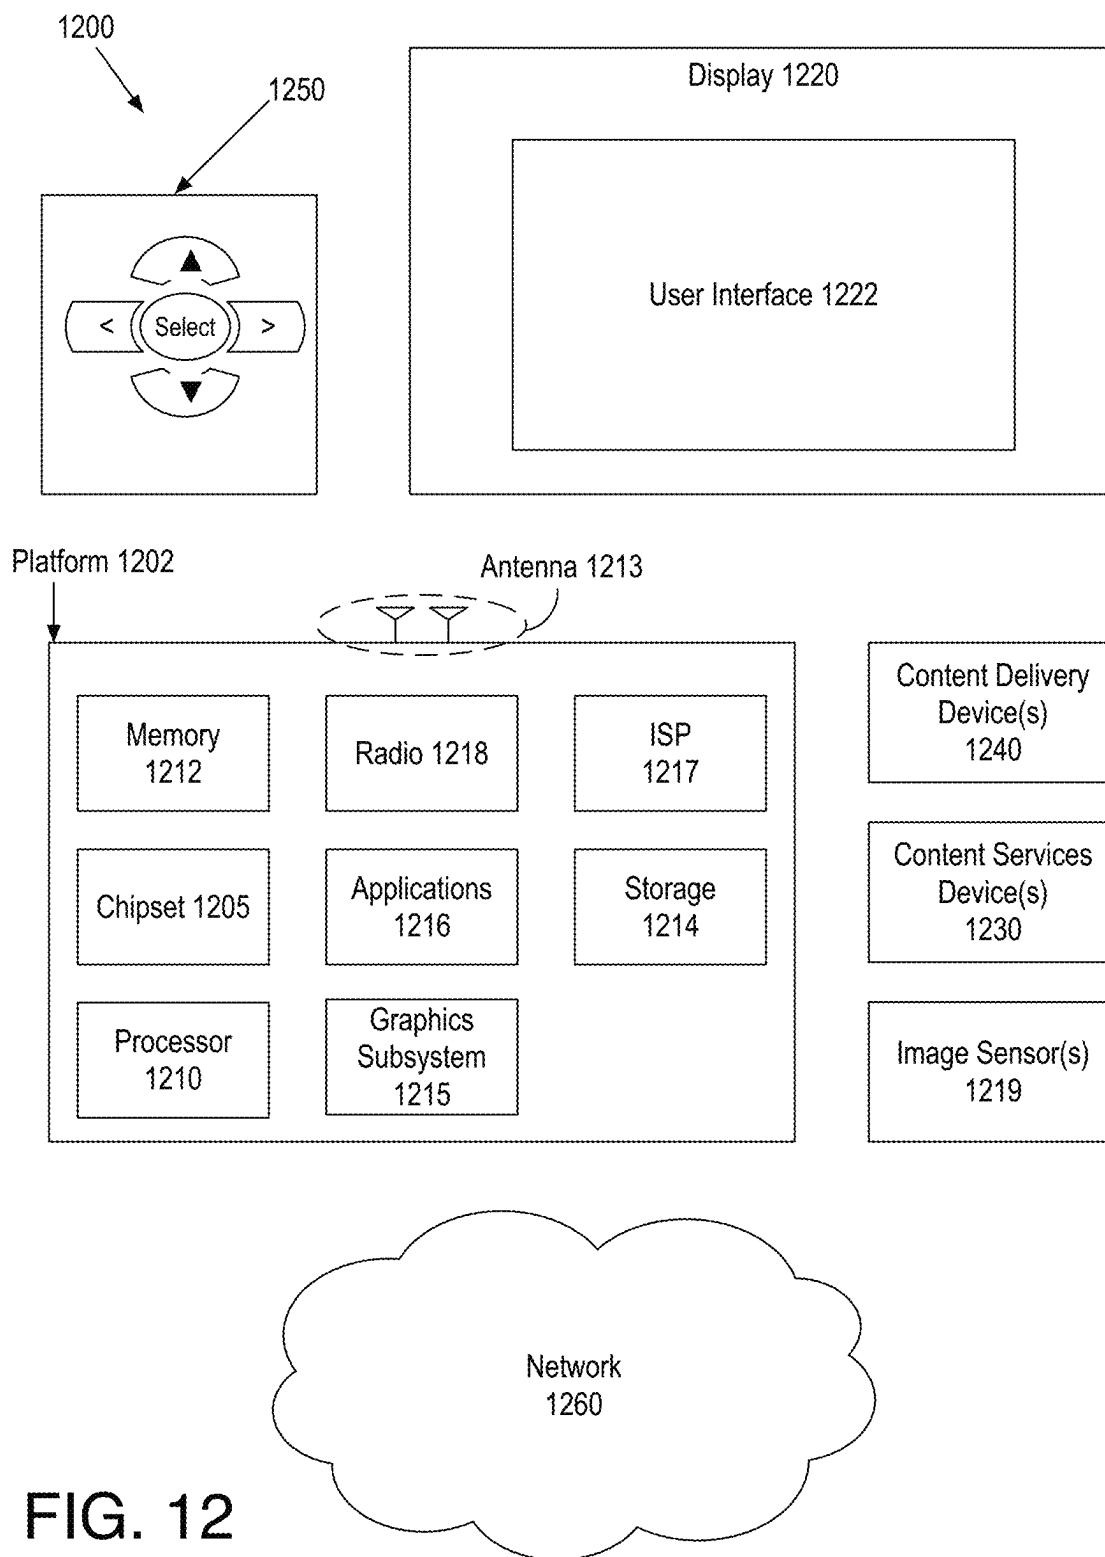 1200
1250
Display 1220
User Interface 1222
<
Select
>
Platform 1202
Antenna 1213
Memory
1212
Radio 1218
ISP
1217
Content Delivery
Device(s)
1240
Chipset 1205
Applications
1216
Storage
1214
Content Services
Device(s)
1230
Processor
1210
Graphics
Subsystem
1215
Image Sensor(s)
1219
Network
1260
FIG. 12